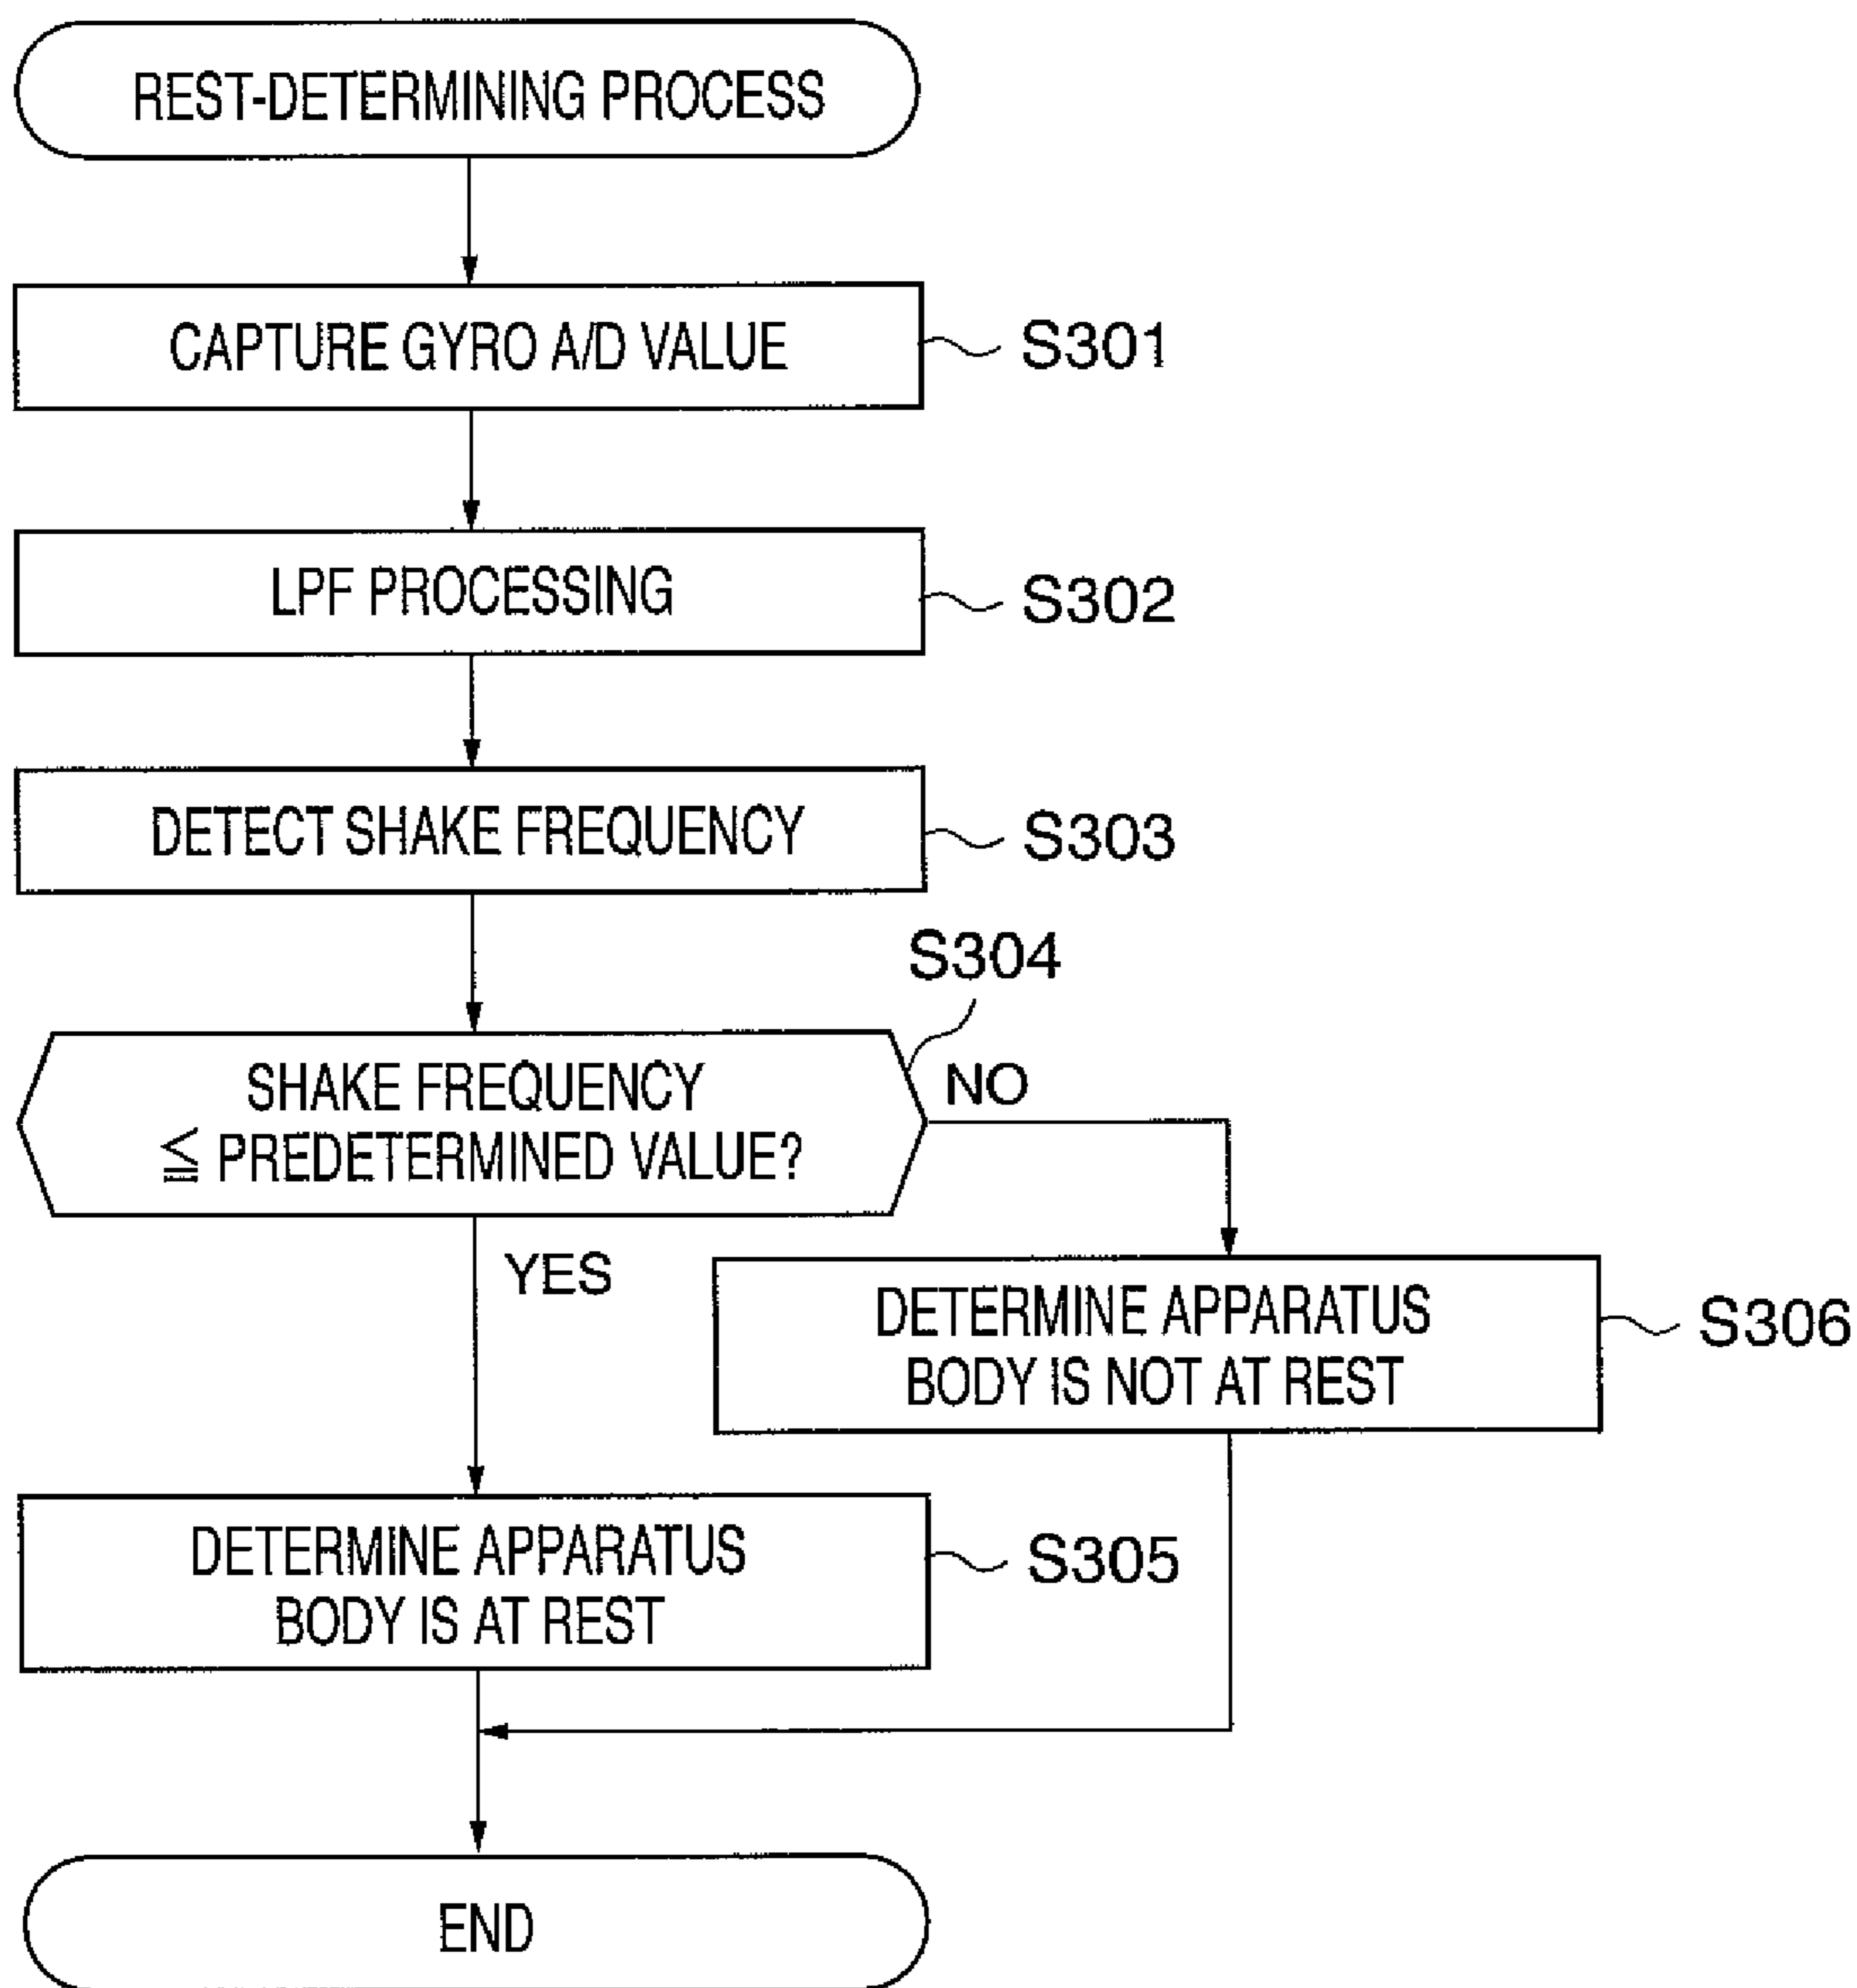 REST-DETERMINING PROCESS
CAPTURE GYRO A/D VALUE
S301
LPF PROCESSING
S302
DETECT SHAKE FREQUENCY
S303
S304
SHAKE FREQUENCY
≦ PREDETERMINED VALUE?
NO
YES
DETERMINE APPARATUS
BODY IS NOT AT REST
S306
DETERMINE APPARATUS
BODY IS AT REST
S305
END